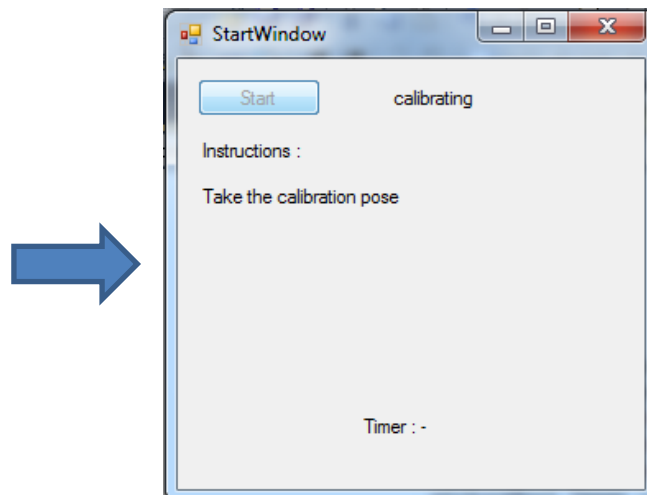 StartWindow
Start calibrating
Instructions :
Take the calibration pose
Timer : -